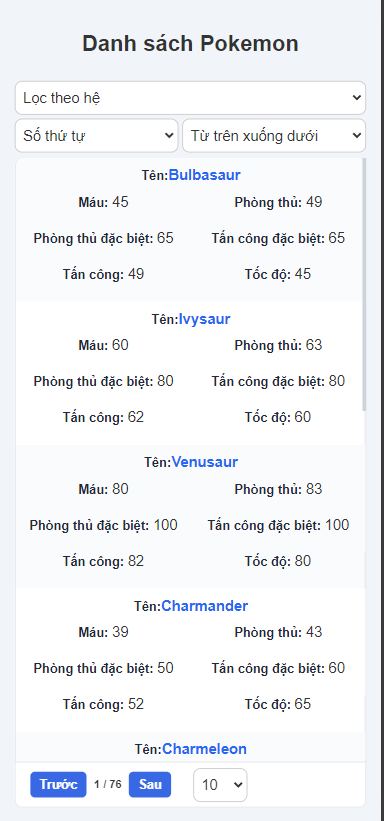 Danh sách Pokemon
Lọc theo hệ
Số thứ tự Từ trên xuống dưới
Tên:Bulbasaur
Máu: 45 Phòng thủ: 49
Phòng thủ đặc biệt: 65 Tấn công đặc biệt: 65
Tấn công: 49 Tốc độ: 45
Tên:Ivysaur
Máu: 60 Phòng thủ: 63
Phòng thủ đặc biệt: 80 Tấn công đặc biệt: 80
Tấn công: 62 Tốc độ: 60
Tên:Venusaur
Máu: 80 Phòng thủ: 83
Phòng thủ đặc biệt: 100 Tấn công đặc biệt: 100
Tấn công: 82 Tốc độ: 80
Tên:Charmander
Máu: 39 Phòng thủ: 43
Phòng thủ đặc biệt: 50 Tấn công đặc biệt: 60
Tấn công: 52 Tốc độ: 65
Tên:Charmeleon
Trước 1 / 76 Sau 10